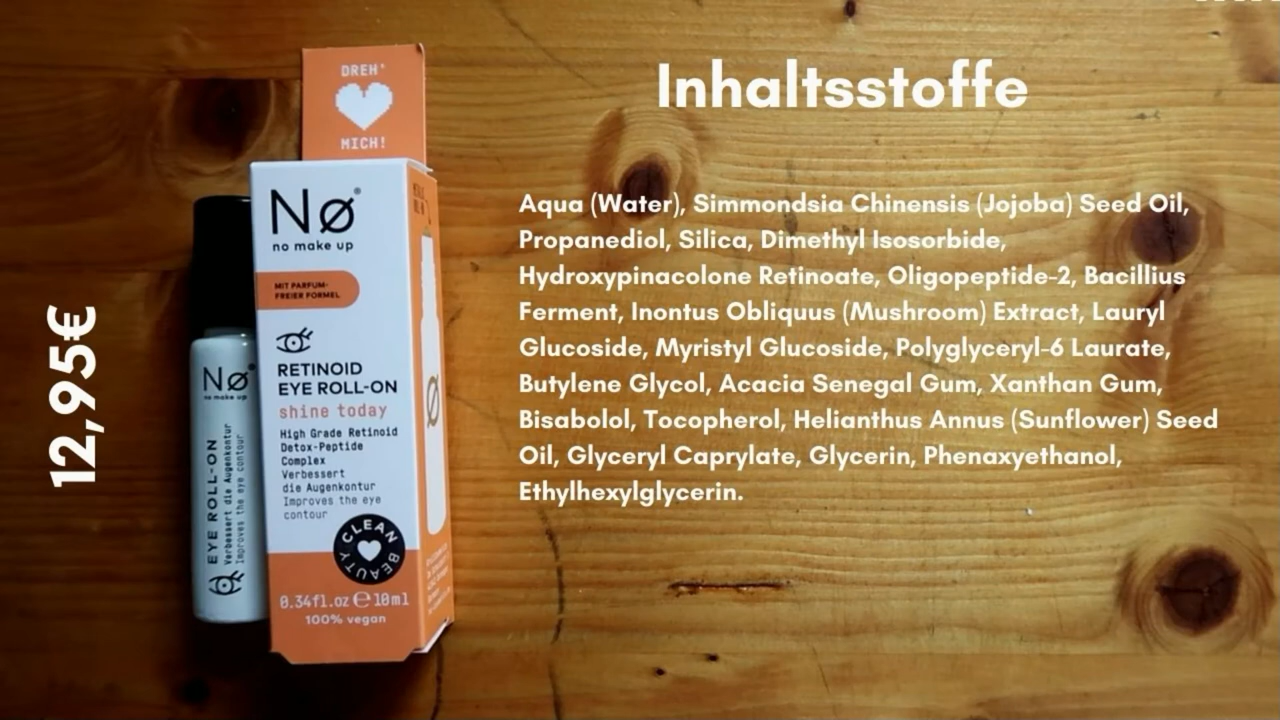 Inhaltsstoffe
Aqua (Water), Simmondsia Chinensis (Jojoba) Seed Oil,
Propanediol, Silica, Dimethyl Isosorbide,
Hydroxypinacolone Retinoate, Oligopeptide-2, Bacillius
Ferment, Inontus Obliquus (Mushroom) Extract, Lauryl
Glucoside, Myristyl Glucoside, Polyglyceryl-6 Laurate,
Butylene Glycol, Acacia Senegal Gum, Xanthan Gum,
Bisabolol, Tocopherol, Helianthus Annus (Sunflower) Seed
Oil, Glyceryl Caprylate, Glycerin, Phenaxyethanol,
Ethylhexylglycerin.
12,95€
DREH'
MICH!
Nø®
no make up
MIT PARFUM-
FREIER FORMEL
RETINOID
EYE ROLL-ON
shine today
High Grade Retinoid
Detox-Peptide
Complex
Verbessert
die Augenkontur
Improves the eye
contour
CLEAN
BEAUTY
0.34fl.oz ℮ 10ml
100% vegan
Nø®
no make up
EYE ROLL-ON
Verbessert die Augenkontur
Improves the eye contour